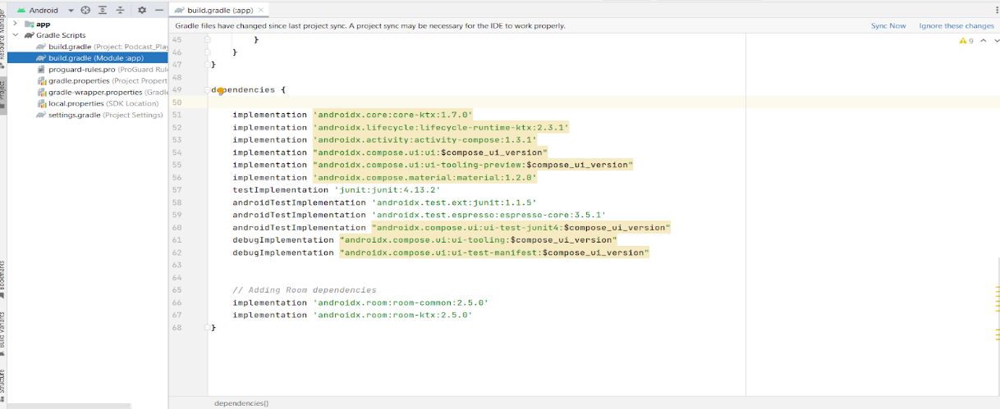 Android
build.gradle (:app)
Resource Manager
app
Gradle Scripts
build.gradle (Project: Podcast_Play
build.gradle (Module :app)
proguard-rules.pro (ProGuard Rule
gradle.properties (Project Propert
gradle-wrapper.properties (Gradl
local.properties (SDK Location)
settings.gradle (Project Settings)
Project
Bookmarks
Build Variants
Structure
Gradle files have changed since last project sync. A project sync may be necessary for the IDE to work properly.
Sync Now
Ignore these changes
9
45 }
46 }
47 }
48
49 dependencies {
50
51 implementation 'androidx.core:core-ktx:1.7.0'
52 implementation 'androidx.lifecycle:lifecycle-runtime-ktx:2.3.1'
53 implementation 'androidx.activity:activity-compose:1.3.1'
54 implementation "androidx.compose.ui:ui:$compose_ui_version"
55 implementation "androidx.compose.ui:ui-tooling-preview:$compose_ui_version"
56 implementation 'androidx.compose.material:material:1.2.0'
57 testImplementation 'junit:junit:4.13.2'
58 androidTestImplementation 'androidx.test.ext:junit:1.1.5'
59 androidTestImplementation 'androidx.test.espresso:espresso-core:3.5.1'
60 androidTestImplementation "androidx.compose.ui:ui-test-junit4:$compose_ui_version"
61 debugImplementation "androidx.compose.ui:ui-tooling:$compose_ui_version"
62 debugImplementation "androidx.compose.ui:ui-test-manifest:$compose_ui_version"
63
64
65 // Adding Room dependencies
66 implementation 'androidx.room:room-common:2.5.0'
67 implementation 'androidx.room:room-ktx:2.5.0'
68 }
dependencies{}